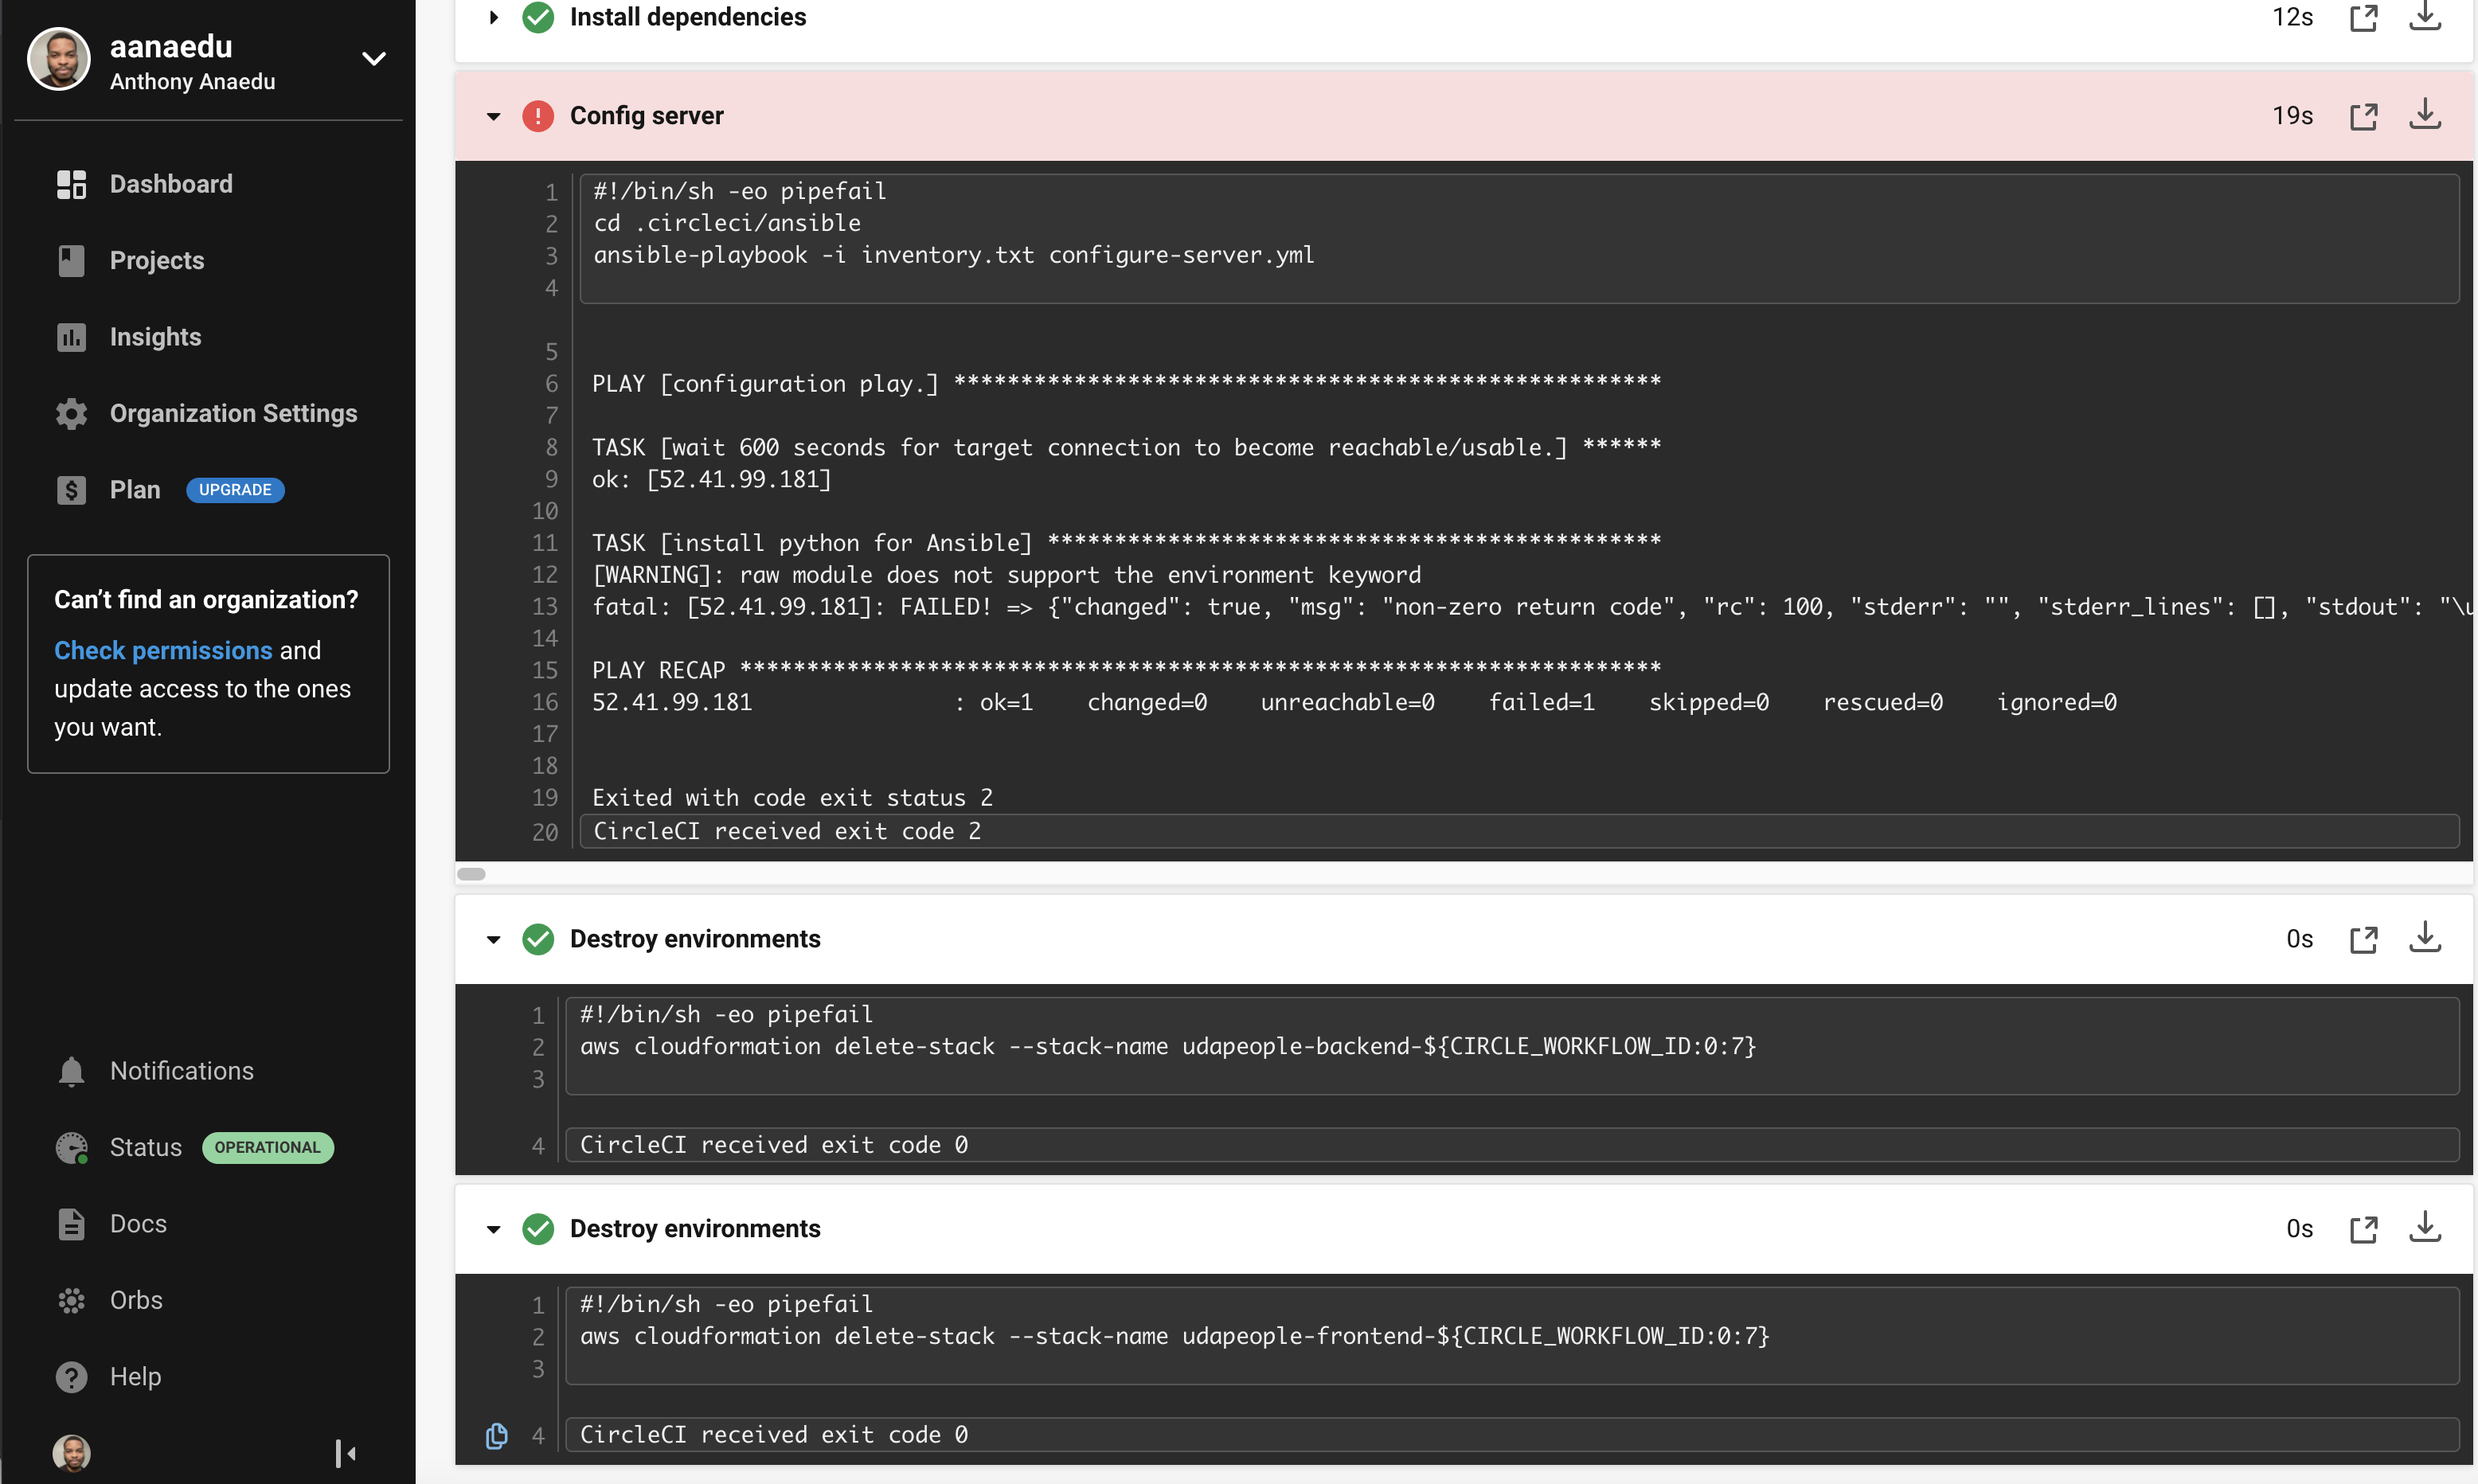 aanaedu
Anthony Anaedu
Dashboard
Projects
Insights
Organization Settings
Plan UPGRADE
Can’t find an organization?
Check permissions and
update access to the ones
you want.
Notifications
Status OPERATIONAL
Docs
Orbs
Help
Install dependencies 12s
Config server 19s
1 #!/bin/sh -eo pipefail
2 cd .circleci/ansible
3 ansible-playbook -i inventory.txt configure-server.yml
4
5
6 PLAY [configuration play.] *****************************************************
7
8 TASK [wait 600 seconds for target connection to become reachable/usable.] ******
9 ok: [52.41.99.181]
10
11 TASK [install python for Ansible] **********************************************
12 [WARNING]: raw module does not support the environment keyword
13 fatal: [52.41.99.181]: FAILED! => {"changed": true, "msg": "non-zero return code", "rc": 100, "stderr": "", "stderr_lines": [], "stdout": "\u
14
15 PLAY RECAP *********************************************************************
16 52.41.99.181 : ok=1 changed=0 unreachable=0 failed=1 skipped=0 rescued=0 ignored=0
17
18
19 Exited with code exit status 2
20 CircleCI received exit code 2
Destroy environments 0s
1 #!/bin/sh -eo pipefail
2 aws cloudformation delete-stack --stack-name udapeople-backend-${CIRCLE_WORKFLOW_ID:0:7}
3
4 CircleCI received exit code 0
Destroy environments 0s
1 #!/bin/sh -eo pipefail
2 aws cloudformation delete-stack --stack-name udapeople-frontend-${CIRCLE_WORKFLOW_ID:0:7}
3
4 CircleCI received exit code 0